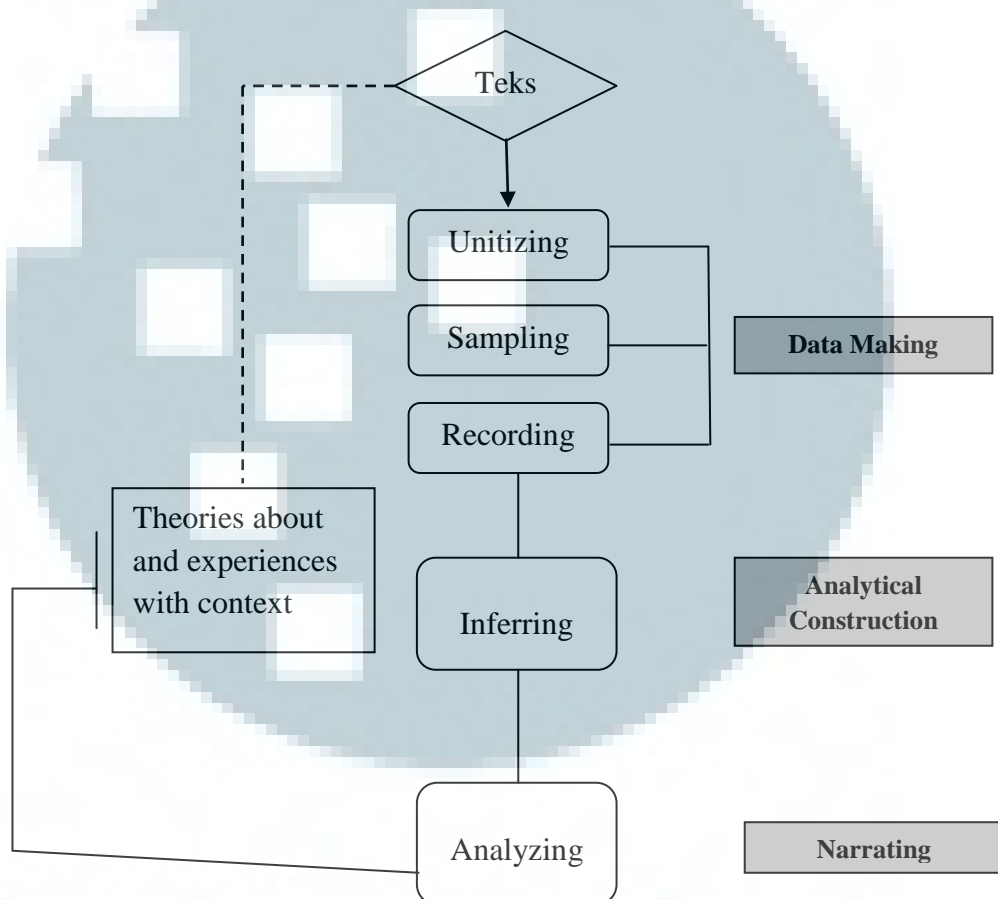 Teks
Unitizing
Sampling
Data Making
Recording
Theories about
and experiences
with context
Inferring
Analytical
Construction
Analyzing
Narrating